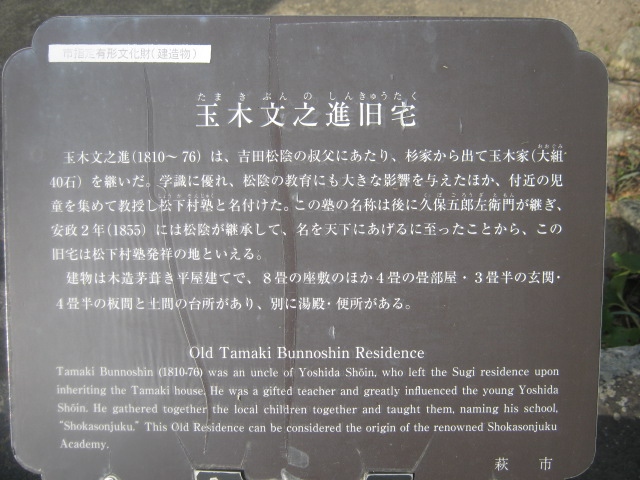 市指定有形文化財(建造物)
たまきぶんのしんきゅうたく
玉木文之進旧宅
玉木文之進(1810～76)は、吉田松陰の叔父にあたり、杉家から出て玉木家(大組・
40石)を継いだ。学識に優れ、松陰の教育にも大きな影響を与えたほか、付近の児
童を集めて教授し松下村塾と名付けた。この塾の名称は後に久保五郎左衛門が継ぎ、
安政2年(1855)には松陰が継承して、名を天下にあげるに至ったことから、この
旧宅は松下村塾発祥の地といえる。
建物は木造茅葺き平屋建てで、8畳の座敷のほか4畳の畳部屋・3畳半の玄関・
4畳半の板間と土間の台所があり、別に湯殿・便所がある。
Old Tamaki Bunnoshin Residence
Tamaki Bunnoshin (1810-76) was an uncle of Yoshida Shōin, who left the Sugi residence upon
inheriting the Tamaki house. He was a gifted teacher and greatly influenced the young Yoshida
Shōin. He gathered together the local children together and taught them, naming his school,
"Shokasonjuku." This Old Residence can be considered the origin of the renowned Shokasonjuku
Academy.
萩市